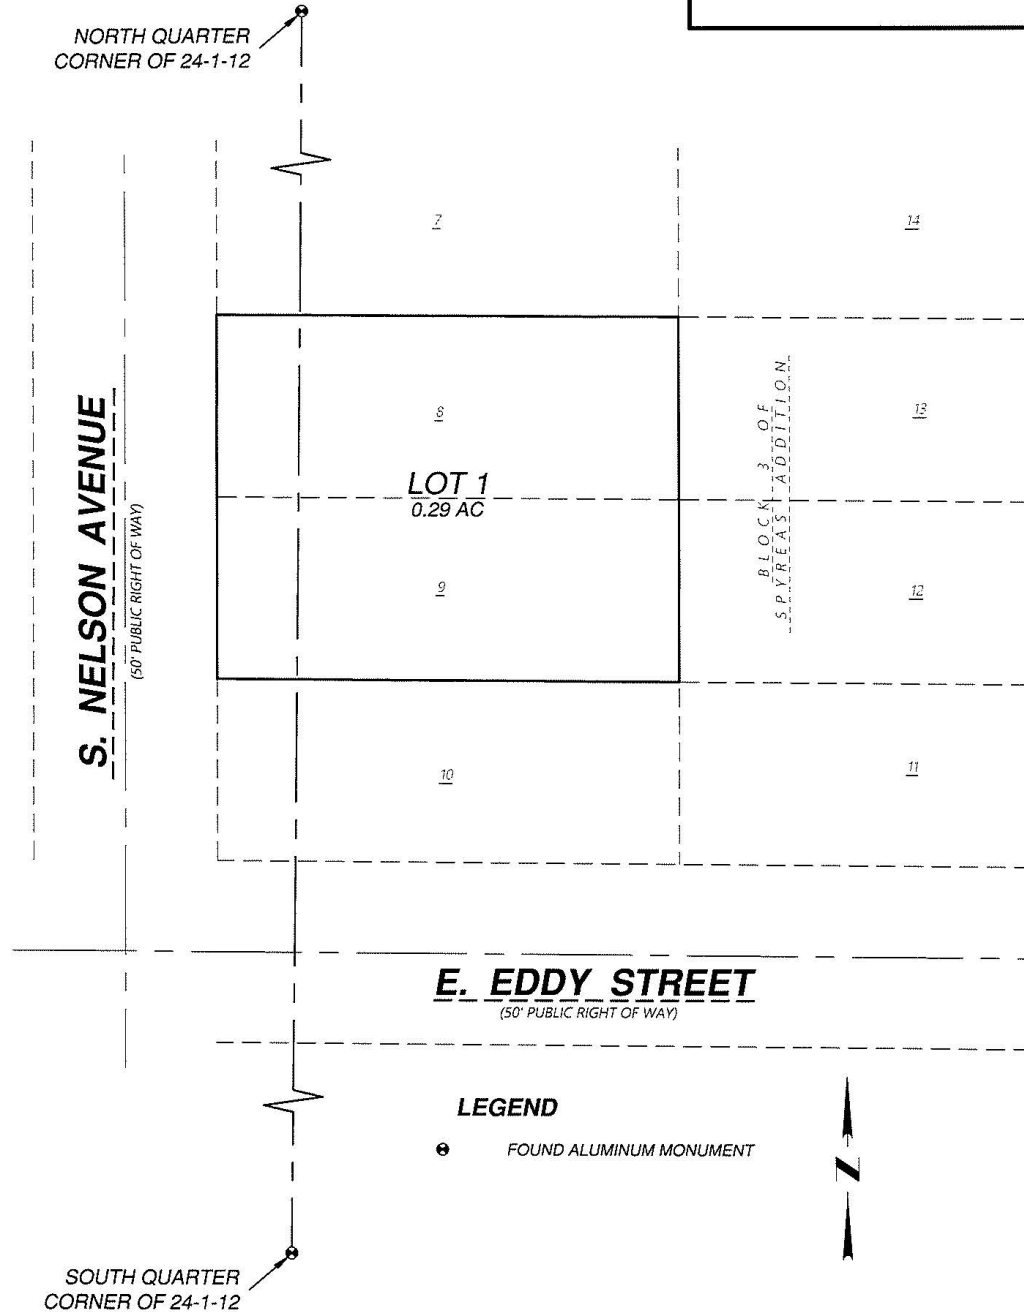 NORTH QUARTER
CORNER OF 24-1-12
7
14
8
13
S. NELSON AVENUE
(50' PUBLIC RIGHT OF WAY)
LOT 1
0.29 AC
BLOCK 3 OF
SPYREAS ADDITION
9
12
10
11
E. EDDY STREET
(50' PUBLIC RIGHT OF WAY)
LEGEND
FOUND ALUMINUM MONUMENT
N
SOUTH QUARTER
CORNER OF 24-1-12